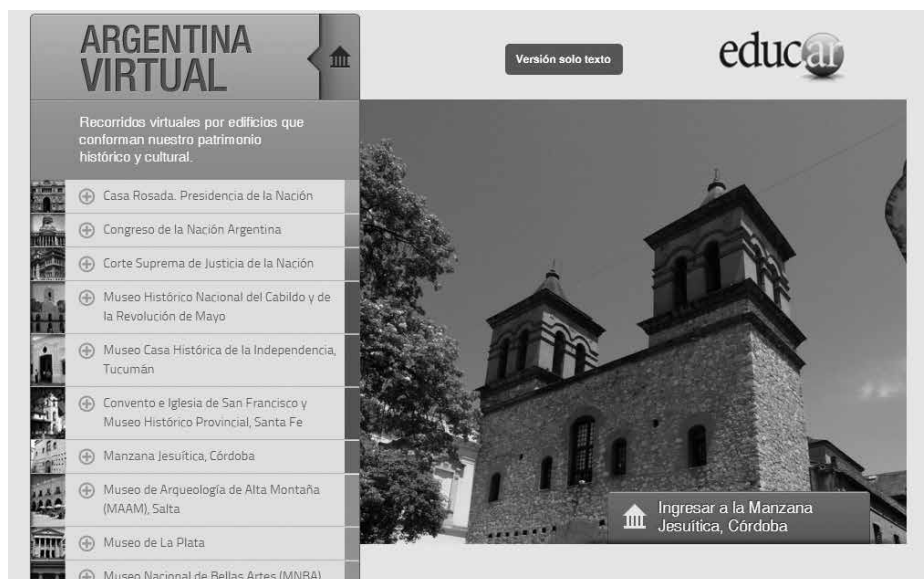 ARGENTINA
VIRTUAL
Recorridos virtuales por edificios que
conforman nuestro patrimonio
histórico y cultural.
Casa Rosada. Presidencia de la Nación
Congreso de la Nación Argentina
Corte Suprema de Justicia de la Nación
Museo Histórico Nacional del Cabildo y de
la Revolución de Mayo
Museo Casa Histórica de la Independencia,
Tucumán
Convento e Iglesia de San Francisco y
Museo Histórico Provincial, Santa Fe
Manzana Jesuítica, Córdoba
Museo de Arqueología de Alta Montaña
(MAAM), Salta
Museo de La Plata
Museo Nacional de Bellas Artes (MNBA)
Versión solo texto
educar
Ingresar a la Manzana
Jesuítica, Córdoba